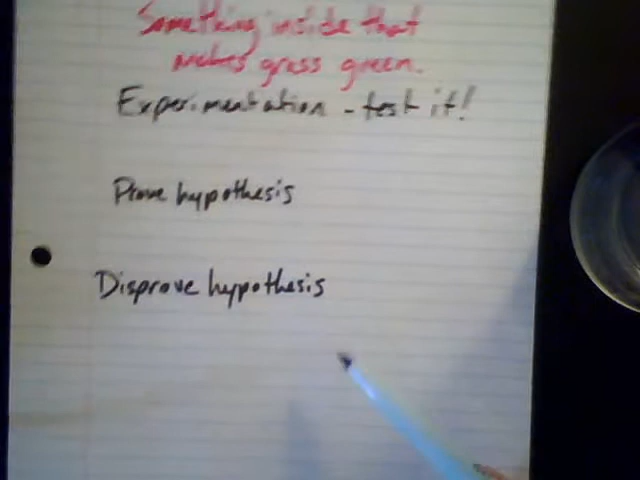 Something inside that
makes grass green.
Experimentation - test it!
Prove hypothesis
Disprove hypothesis